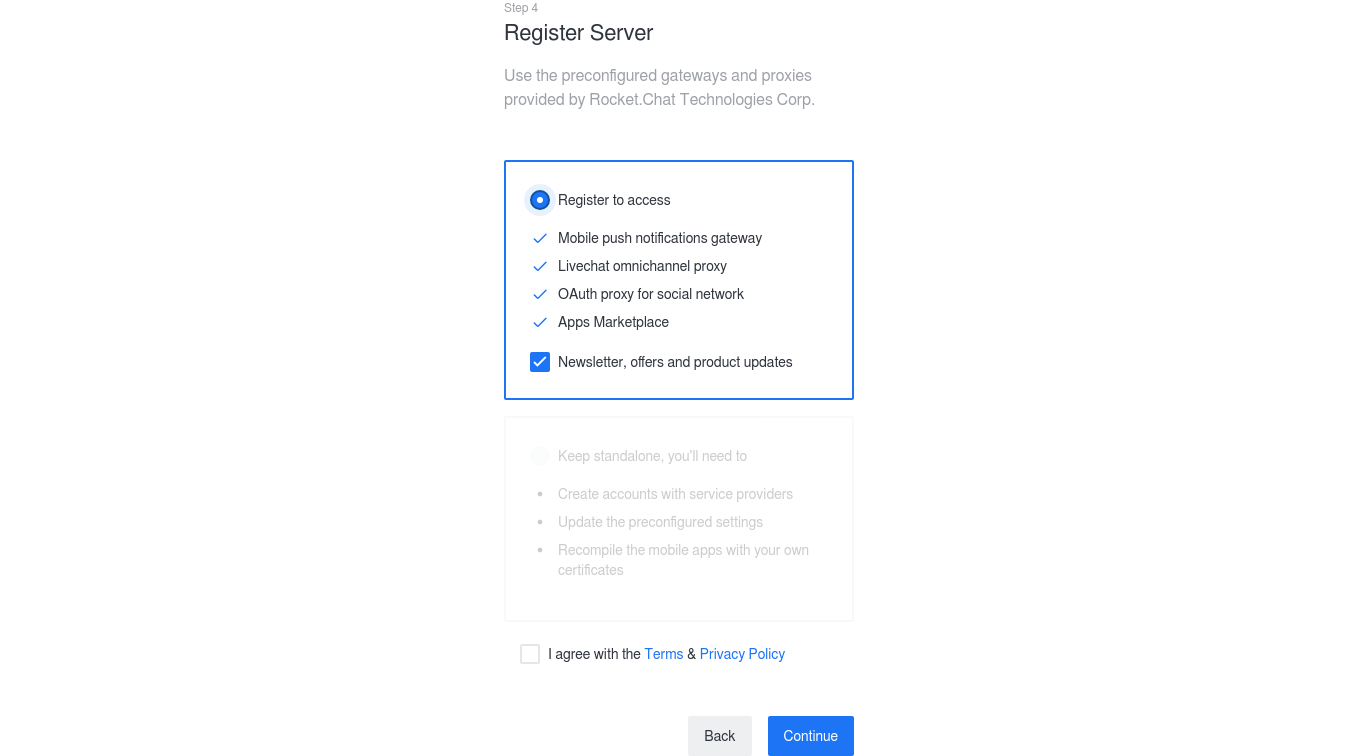 Step 4
Register Server
Use the preconfigured gateways and proxies
provided by Rocket.Chat Technologies Corp.
Register to access
Mobile push notifications gateway
Livechat omnichannel proxy
OAuth proxy for social network
Apps Marketplace
Newsletter, offers and product updates
Keep standalone, you'll need to
Create accounts with service providers
Update the preconfigured settings
Recompile the mobile apps with your own
certificates
I agree with the Terms & Privacy Policy
Back Continue